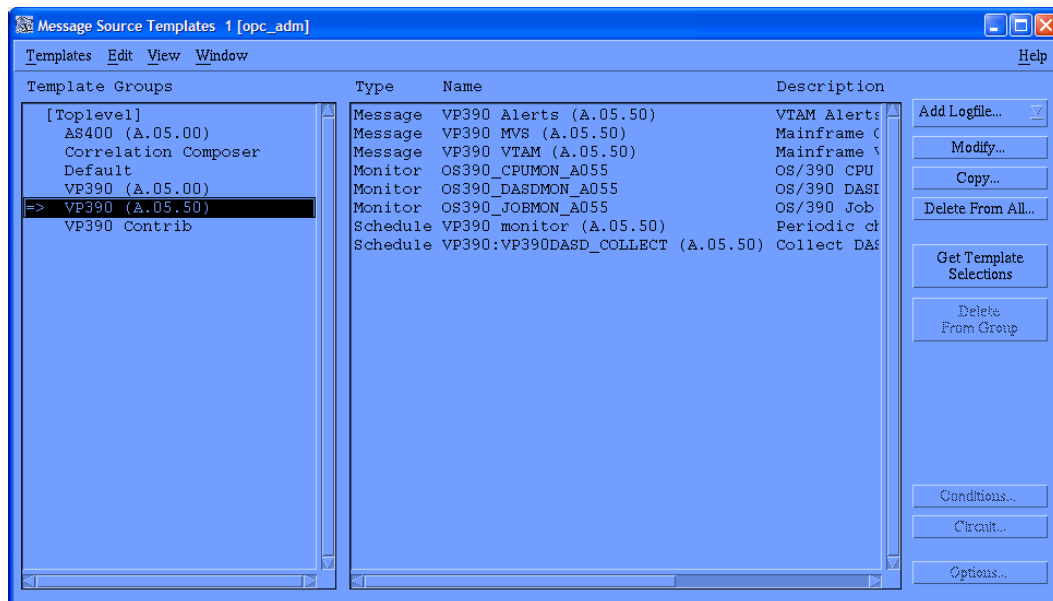 Message Source Templates 1 [opc_adm]
Templates Edit View Window Help
Template Groups
[Toplevel]
AS400 (A.05.00)
Correlation Composer
Default
VP390 (A.05.00)
=> VP390 (A.05.50)
VP390 Contrib
Type Name Description
Message VP390 Alerts (A.05.50) VTAM Alerts
Message VP390 MVS (A.05.50) Mainframe
Message VP390 VTAM (A.05.50) Mainframe
Monitor OS390_CPUMON_A055 OS/390 CPU
Monitor OS390_DASDMON_A055 OS/390 DASD
Monitor OS390_JOBMON_A055 OS/390 Job
Schedule VP390 monitor (A.05.50) Periodic ch
Schedule VP390:VP390DASD_COLLECT (A.05.50) Collect DAS
Add Logfile...
Modify...
Copy...
Delete From All...
Get Template
Selections
Delete
From Group
Conditions...
Circuit...
Options...